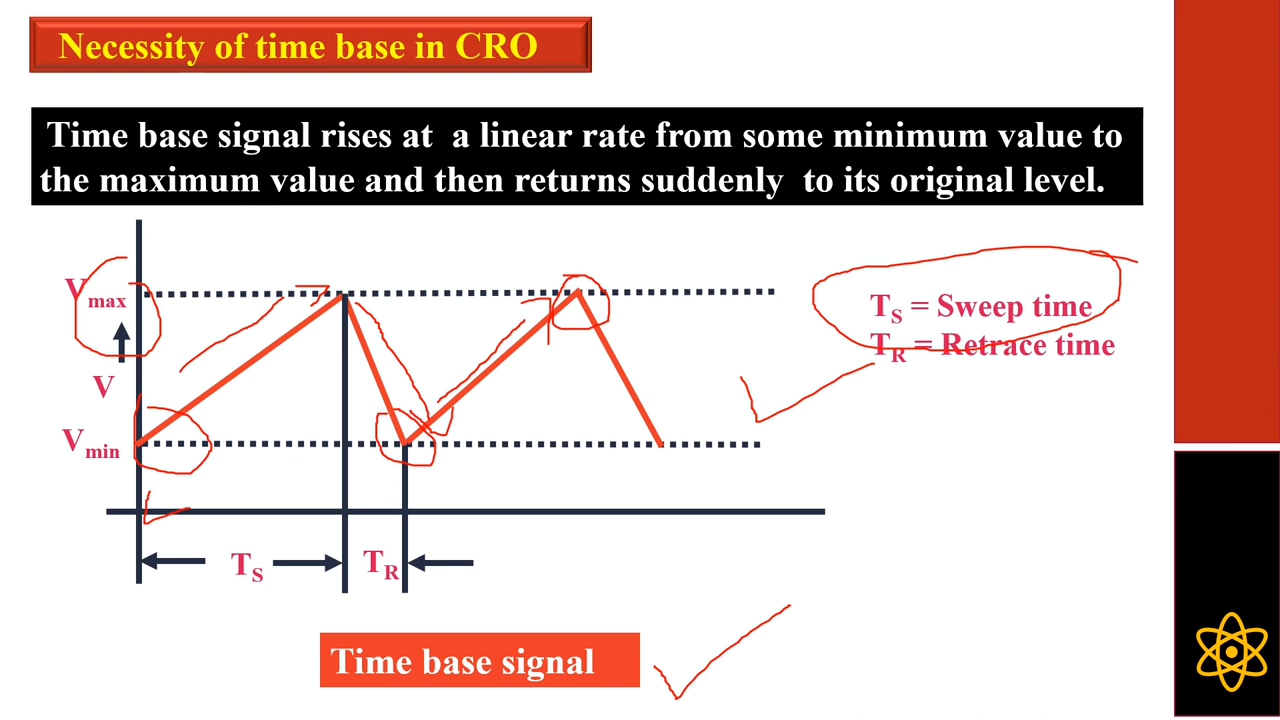 Necessity of time base in CRO
Time base signal rises at a linear rate from some minimum value to
the maximum value and then returns suddenly to its original level.
Vmax
V
Vmin
TS = Sweep time
TR = Retrace time
TS
TR
Time base signal